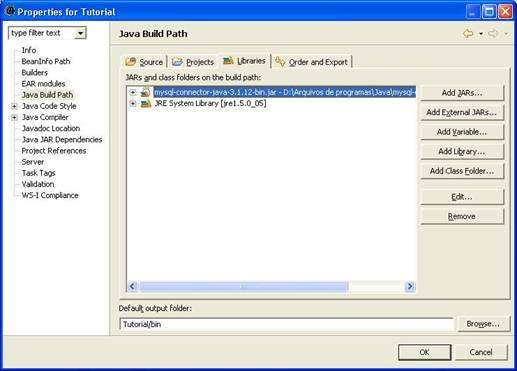 Properties for Tutorial
type filter text
Info
BeanInfo Path
Builders
EAR modules
Java Build Path
Java Code Style
Java Compiler
Javadoc Location
Java JAR Dependencies
Project References
Server
Task Tags
Validation
WS-I Compliance
Java Build Path
Source Projects Libraries Order and Export
JARs and class folders on the build path:
mysql-connector-java-3.1.12-bin.jar - D:\Arquivos de programas\Java\mysql-c
JRE System Library [jre1.5.0_05]
Add JARs...
Add External JARs...
Add Variable...
Add Library...
Add Class Folder...
Edit...
Remove
Default output folder:
Tutorial/bin
Browse...
OK Cancel